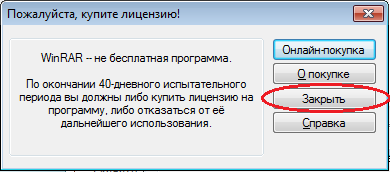 Пожалуйста, купите лицензию!
WinRAR -- не бесплатная программа.
По окончании 40-дневного испытательного
периода вы должны либо купить лицензию на
программу, либо отказаться от её
дальнейшего использования.
Онлайн-покупка
О покупке
Закрыть
Справка